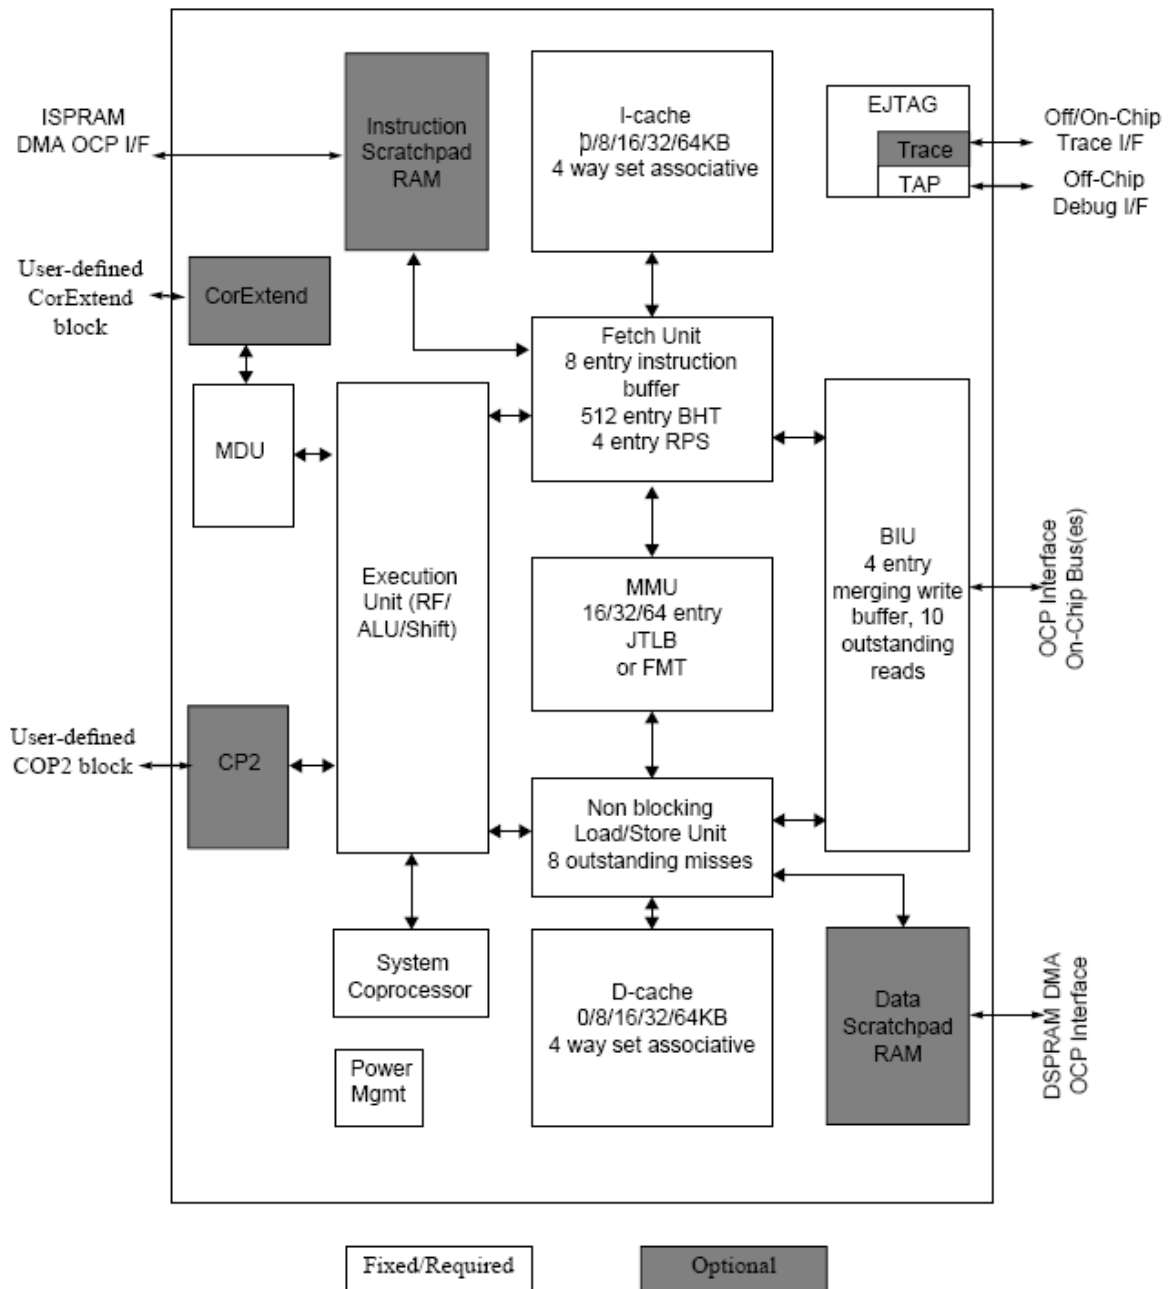 ISPRAM
DMA OCP I/F
Instruction
Scratchpad
RAM
I-cache
0/8/16/32/64KB
4 way set associative
EJTAG
Trace
TAP
Off/On-Chip
Trace I/F
Off-Chip
Debug I/F
User-defined
CorExtend
block
CorExtend
MDU
Fetch Unit
8 entry instruction
buffer
512 entry BHT
4 entry RPS
Execution
Unit (RF/
ALU/Shift)
MMU
16/32/64 entry
JTLB
or FMT
BIU
4 entry
merging write
buffer, 10
outstanding
reads
OCP Interface
On-Chip Bus(es)
User-defined
COP2 block
CP2
Non blocking
Load/Store Unit
8 outstanding misses
System
Coprocessor
Power
Mgmt
D-cache
0/8/16/32/64KB
4 way set associative
Data
Scratchpad
RAM
DSPRAM DMA
OCP Interface
Fixed/Required
Optional